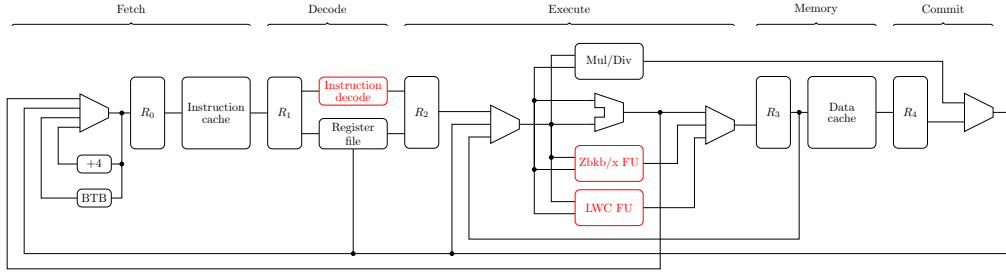 Fetch
Decode
Execute
Memory
Commit
R₀
Instruction
cache
R₁
Instruction
decode
Register
file
R₂
Mul/Div
Zbkb/x FU
LWC FU
R₃
Data
cache
R₄
+4
BTB